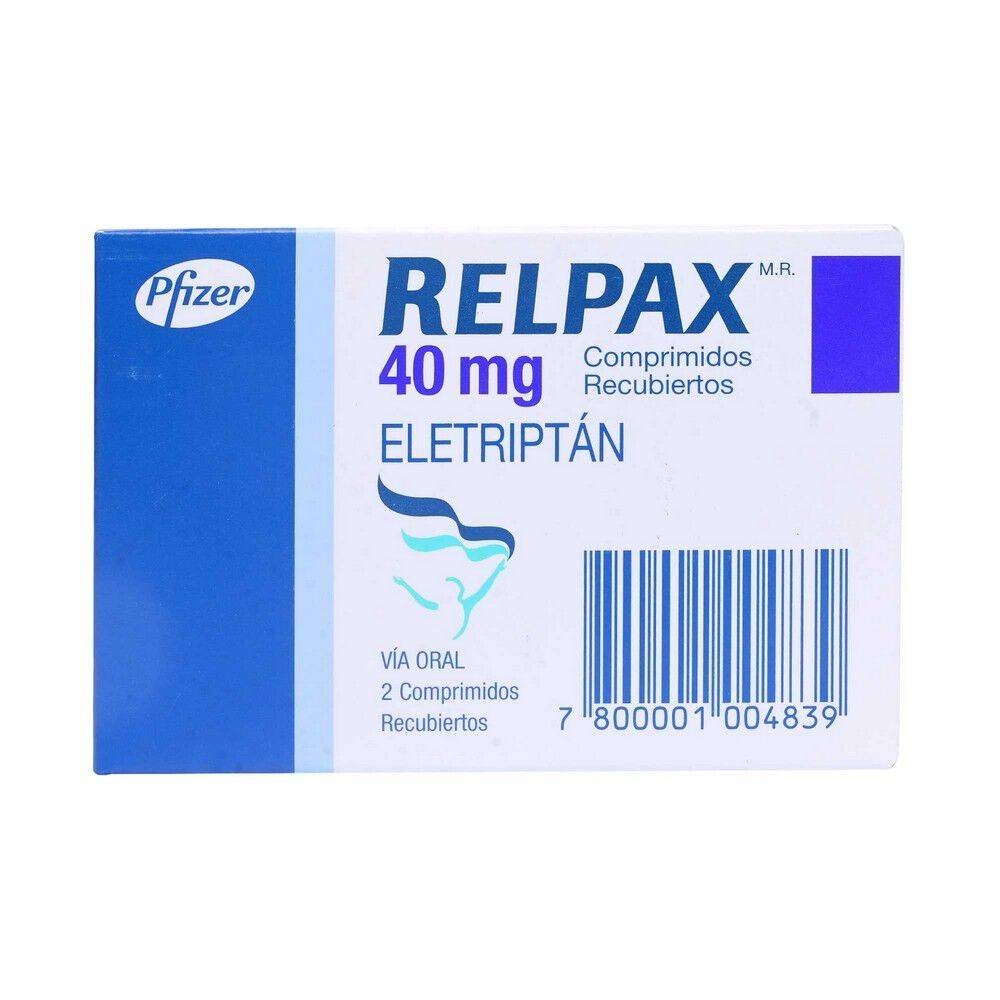 Pfizer
RELPAX M.R.
40 mg Comprimidos
Recubiertos
ELETRIPTÁN
VÍA ORAL
2 Comprimidos
Recubiertos
7 800001 004839